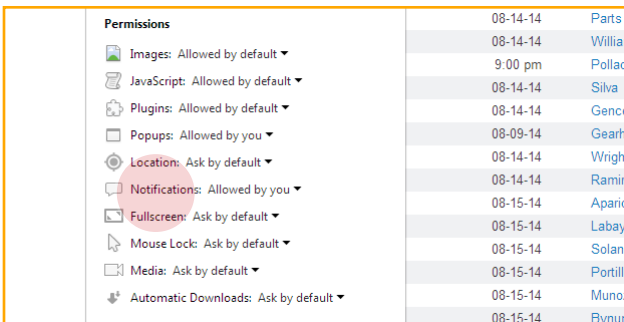 Permissions
Images: Allowed by default
JavaScript: Allowed by default
Plugins: Allowed by default
Popups: Allowed by you
Location: Ask by default
Notifications: Allowed by you
Fullscreen: Ask by default
Mouse Lock: Ask by default
Media: Ask by default
Automatic Downloads: Ask by default
08-14-14 Parts
08-14-14 Willia
9:00 pm Pollac
08-14-14 Silva
08-14-14 Genc
08-09-14 Gearh
08-14-14 Wrigh
08-14-14 Ramir
08-15-14 Aparic
08-15-14 Labay
08-15-14 Solan
08-15-14 Portill
08-15-14 Muno
08-15-14 Bynur